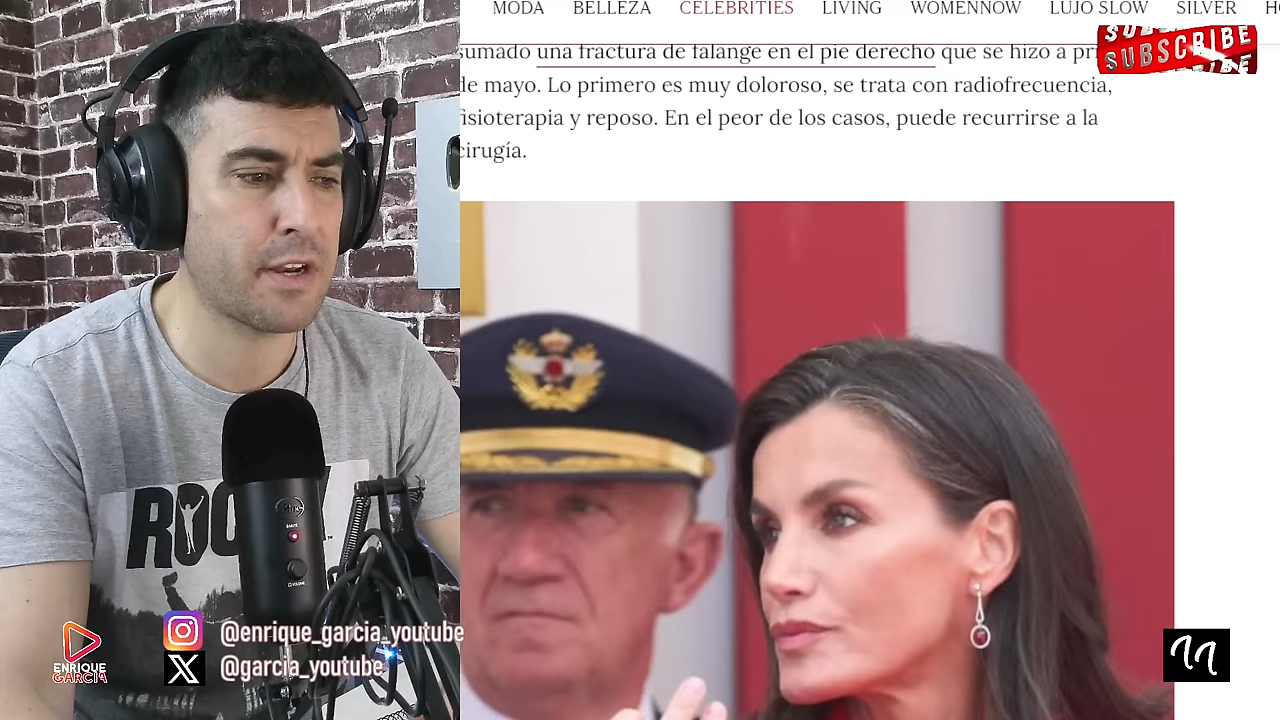 MODA BELLEZA CELEBRITIES LIVING WOMENNOW LUJO SLOW SILVER
SUBSCRIBE
sumado una fractura de falange en el pie derecho que se hizo a
de mayo. Lo primero es muy doloroso, se trata con radiofrecuencia,
fisioterapia y reposo. En el peor de los casos, puede recurrirse a la
cirugía.
@enrique_garcia_youtube
@garcia_youtube
ENRIQUE
GARCIA